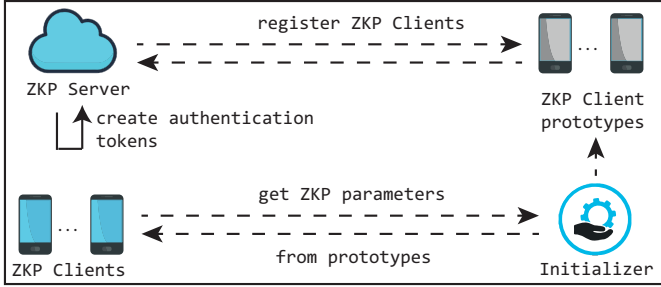 register ZKP Clients
...
ZKP Server
ZKP Client
prototypes
create authentication
tokens
get ZKP parameters
...
from prototypes
ZKP Clients
Initializer